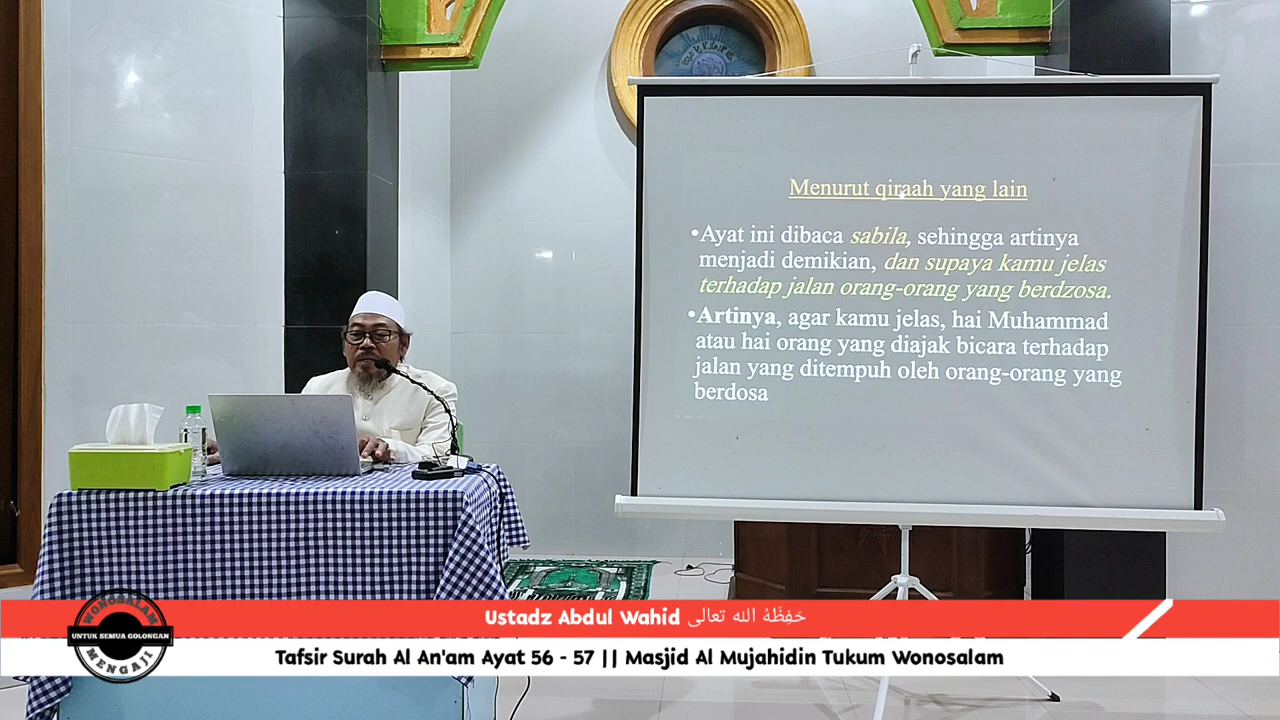 Menurut qiraah yang lain
•Ayat ini dibaca sabila, sehingga artinya
menjadi demikian, dan supaya kamu jelas
terhadap jalan orang-orang yang berdzosa.
•Artinya, agar kamu jelas, hai Muhammad
atau hai orang yang diajak bicara terhadap
jalan yang ditempuh oleh orang-orang yang
berdosa
WONOSALAM
UNTUK SEMUA GOLONGAN
MENGAJI
Ustadz Abdul Wahid حَفِظَهُ الله تعالى
Tafsir Surah Al An'am Ayat 56 - 57 || Masjid Al Mujahidin Tukum Wonosalam